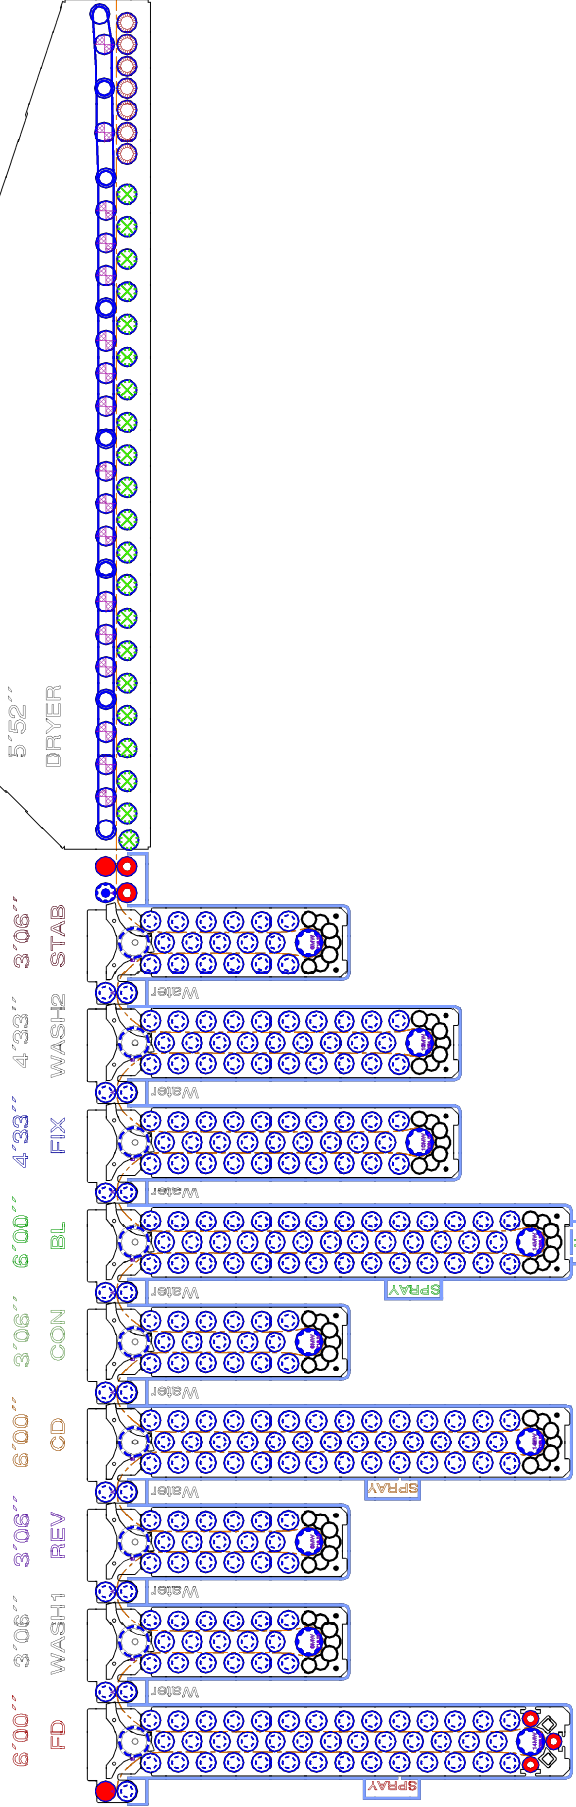 5'52''
DRYER
3'06''
STAB
Water
4'33''
WASH2
Water
4'33''
FIX
Water
6'00''
BL
SPRAY
3'06''
CON
Water
6'00''
CD
SPRAY
Water
3'06''
REV
3'06''
WASH1
Water
6'00''
FD
SPRAY